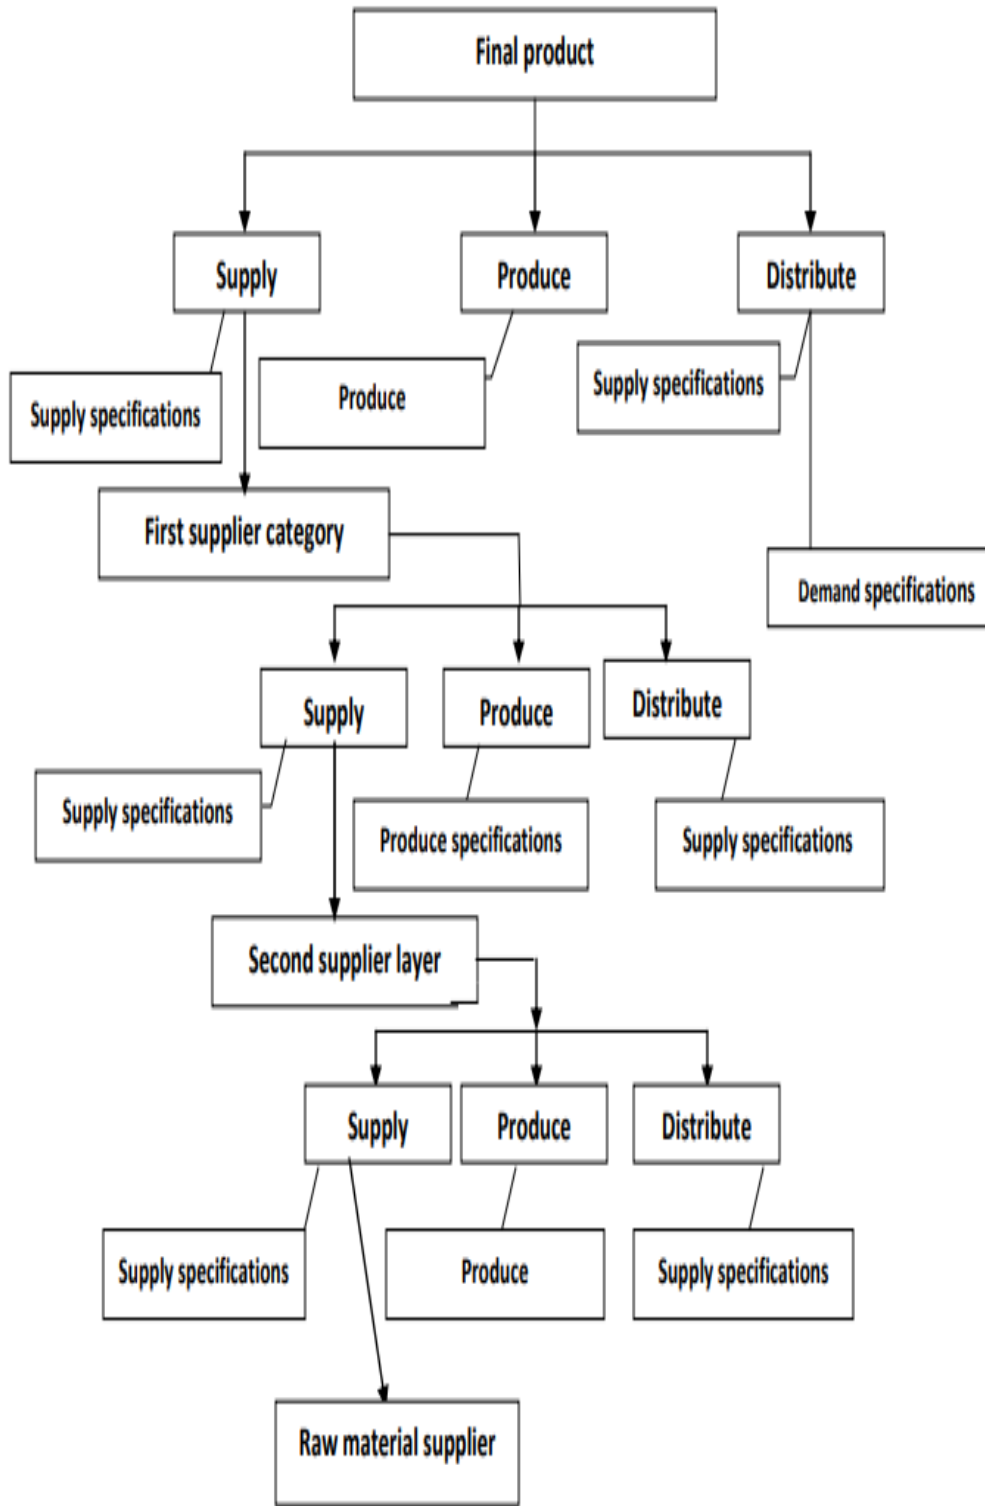 Final product
Supply
Produce
Distribute
Supply specifications
Produce
Supply specifications
First supplier category
Demand specifications
Supply
Produce
Distribute
Supply specifications
Produce specifications
Supply specifications
Second supplier layer
Supply
Produce
Distribute
Supply specifications
Produce
Supply specifications
Raw material supplier